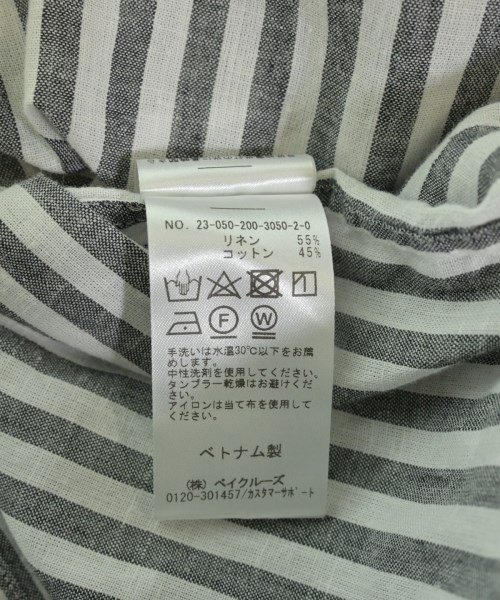 NO. 23-050-200-3050-2-0
リネン 55%
コットン 45%
F W
手洗いは水温30℃以下をお薦
めします。
中性洗剤を使用してください。
タンブラー乾燥はお避けくださ
い。
アイロンは当て布を使用してく
ださい。
ベトナム製
(株) ベイクルーズ
0120-301457/カスタマーサポート